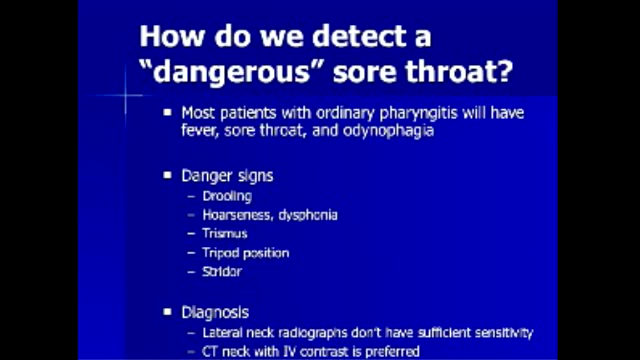 How do we detect a
“dangerous” sore throat?
■ Most patients with ordinary pharyngitis will have
fever, sore throat, and odynophagia
■ Danger signs
– Drooling
– Hoarseness, dysphonia
– Trismus
– Tripod position
– Stridor
■ Diagnosis
– Lateral neck radiographs don't have sufficient sensitivity
– CT neck with IV contrast is preferred